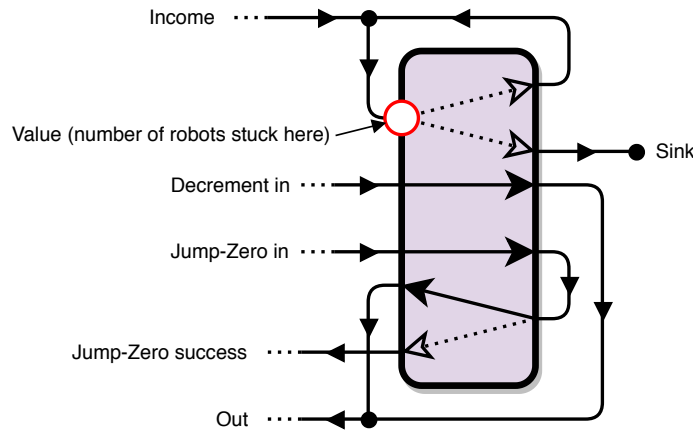 Income
Value (number of robots stuck here)
Sink
Decrement in
Jump-Zero in
Jump-Zero success
Out